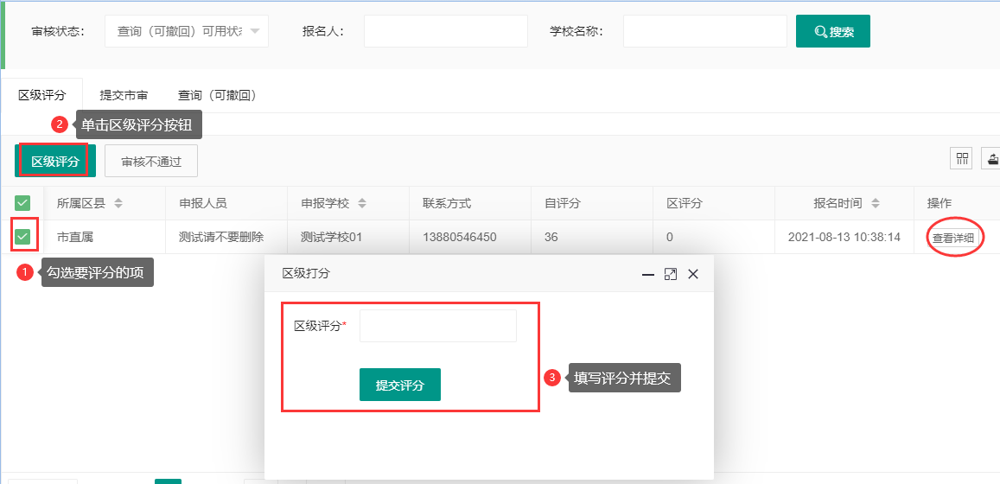 审核状态： 查询（可撤回）可用状 报名人： 学校名称： 搜索
区级评分 提交市审 查询（可撤回）
2 单击区级评分按钮
区级评分 审核不通过
所属区县 申报人员 申报学校 联系方式 自评分 区评分 报名时间 操作
市直属 测试请不要删除 测试学校01 13880546450 36 0 2021-08-13 10:38:14 查看详细
1 勾选要评分的项
区级打分
区级评分*
3 填写评分并提交
提交评分